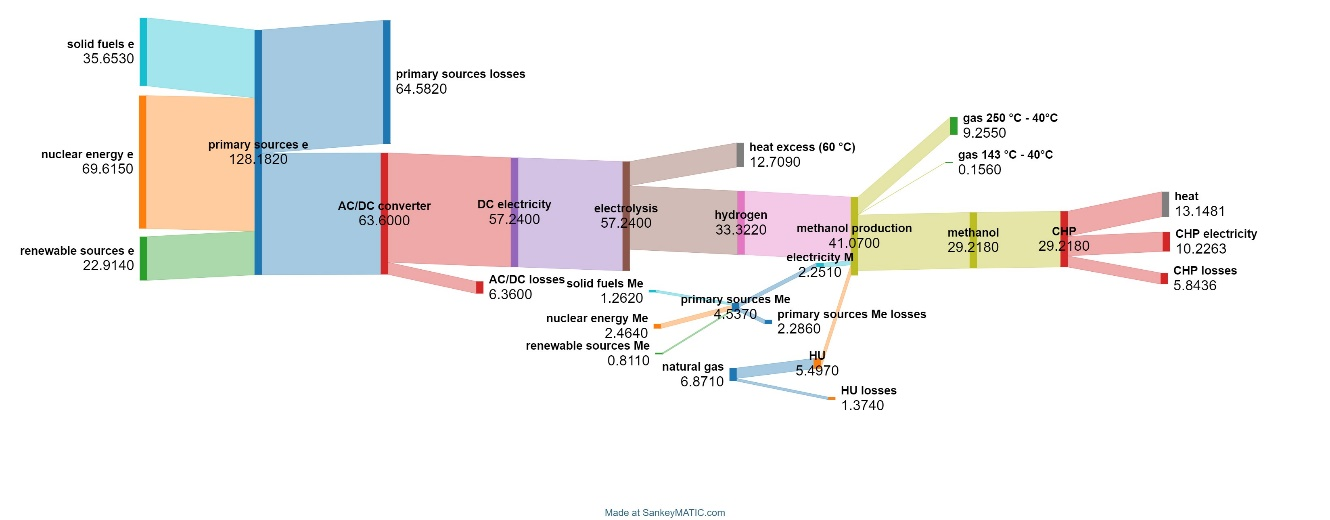 solid fuels e
35.6530
nuclear energy e
69.6150
renewable sources e
22.9140
primary sources e
128.1820
primary sources losses
64.5820
AC/DC converter
63.6000
AC/DC losses
6.3600
DC electricity
57.2400
electrolysis
57.2400
heat excess (60 °C)
12.7090
hydrogen
33.3220
methanol production
41.0700
electricity M
2.2510
solid fuels Me
1.2620
nuclear energy Me
2.4640
renewable sources Me
0.8110
primary sources Me
4.5370
primary sources Me losses
2.2860
natural gas
6.8710
HU
5.4970
HU losses
1.3740
gas 250 °C - 40°C
9.2550
gas 143 °C - 40°C
0.1560
methanol
29.2180
CHP
29.2180
heat
13.1481
CHP electricity
10.2263
CHP losses
5.8436
Made at SankeyMATIC.com